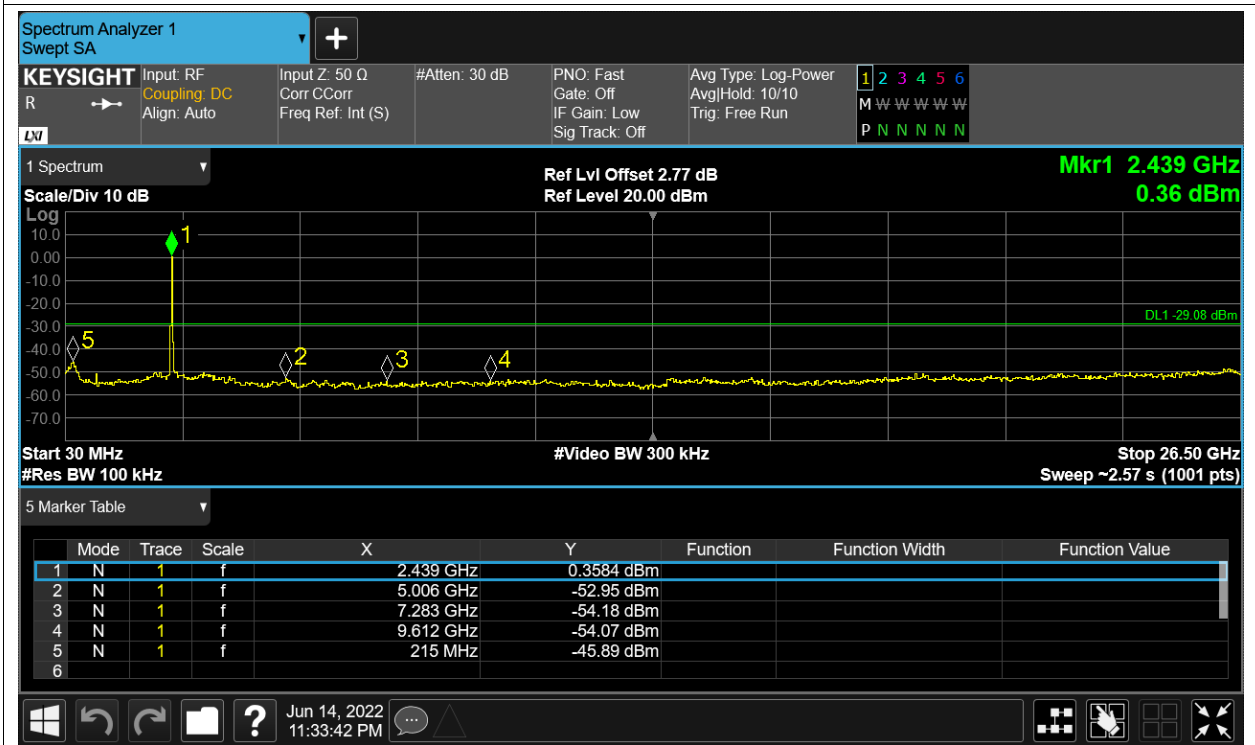 Spectrum Analyzer 1
Swept SA
KEYSIGHT
R
LXI
Input: RF
Coupling: DC
Align: Auto
Input Z: 50 Ω
Corr CCorr
Freq Ref: Int (S)
#Atten: 30 dB
PNO: Fast
Gate: Off
IF Gain: Low
Sig Track: Off
Avg Type: Log-Power
Avg|Hold: 10/10
Trig: Free Run
1 2 3 4 5 6
M W W W W W
P N N N N N
1 Spectrum
Scale/Div 10 dB
Ref Lvl Offset 2.77 dB
Ref Level 20.00 dBm
Mkr1 2.439 GHz
0.36 dBm
Log
10.0
0.00
-10.0
-20.0
-30.0
-40.0
-50.0
-60.0
-70.0
1
5
2
3
4
DL1 -29.08 dBm
Start 30 MHz
#Video BW 300 kHz
Stop 26.50 GHz
#Res BW 100 kHz
Sweep ~2.57 s (1001 pts)
5 Marker Table
Mode Trace Scale X Y Function Function Width Function Value
1 N 1 f 2.439 GHz 0.3584 dBm
2 N 1 f 5.006 GHz -52.95 dBm
3 N 1 f 7.283 GHz -54.18 dBm
4 N 1 f 9.612 GHz -54.07 dBm
5 N 1 f 215 MHz -45.89 dBm
6
?
Jun 14, 2022
11:33:42 PM